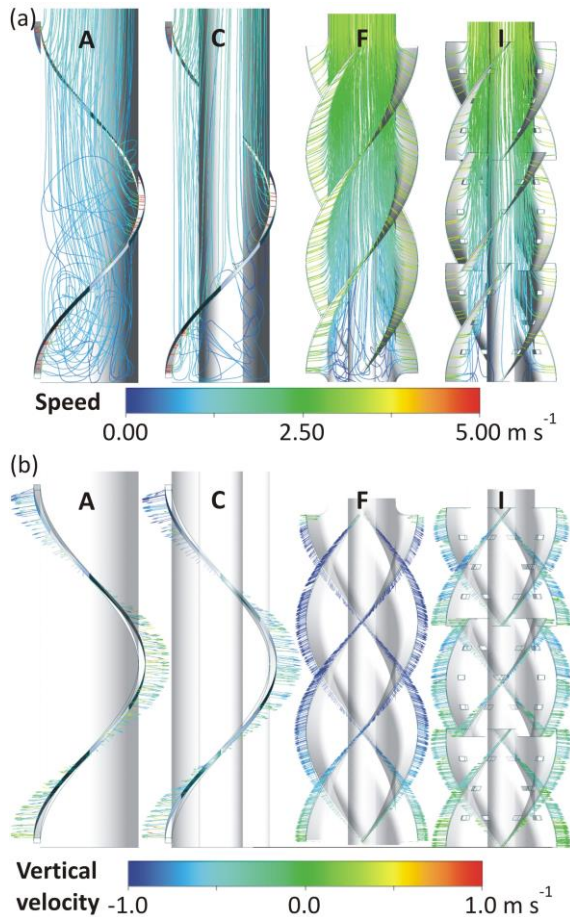 (a)
A C F I
Speed
0.00 2.50 5.00 m s⁻¹
(b)
A C F I
Vertical
velocity
-1.0 0.0 1.0 m s⁻¹